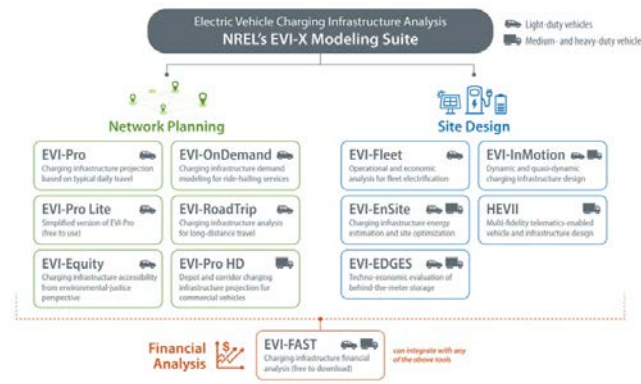 Electric Vehicle Charging Infrastructure Analysis
NREL's EVI-X Modeling Suite
Light-duty vehicles
Medium- and heavy-duty vehicle
Network Planning
EVI-Pro
Charging infrastructure projection
based on typical daily travel
EVI-OnDemand
Charging infrastructure demand
modeling for ride-hailing services
EVI-Pro Lite
Simplified version of EVI-Pro
(free to use)
EVI-RoadTrip
Charging infrastructure analysis
for long-distance travel
EVI-Equity
Charging infrastructure accessibility
from environmental-justice
perspective
EVI-Pro HD
Depot and corridor charging
infrastructure projection for
commercial vehicles
Site Design
EVI-Fleet
Operational and economic
analysis for fleet electrification
EVI-InMotion
Dynamic and quasi-dynamic
charging infrastructure design
EVI-EnSite
Charging infrastructure energy
estimation and site optimization
HEVII
Multi-fidelity telematics-enabled
vehicle and infrastructure design
EVI-EDGES
Techno-economic evaluation of
behind-the-meter storage
Financial
Analysis
$
EVI-FAST
Charging infrastructure financial
analysis (free to download)
can integrate with any
of the above tools